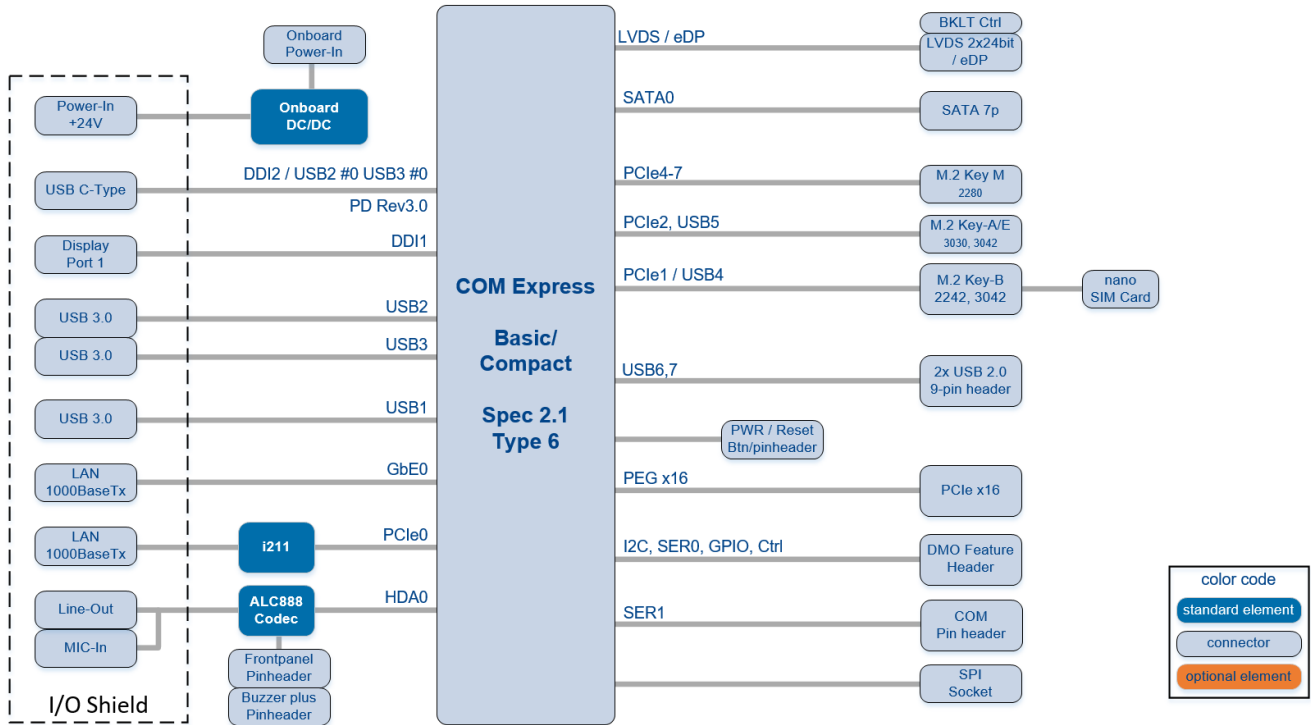 Onboard
Power-In
Power-In
+24V
Onboard
DC/DC
USB C-Type
DDI2 / USB2 #0 USB3 #0
PD Rev3.0
Display
Port 1
DDI1
USB 3.0
USB2
USB 3.0
USB3
USB 3.0
USB1
LAN
1000BaseTx
GbE0
LAN
1000BaseTx
i211
PCIe0
Line-Out
MIC-In
ALC888
Codec
HDA0
Frontpanel
Pinheader
Buzzer plus
Pinheader
I/O Shield
COM Express
Basic/
Compact
Spec 2.1
Type 6
LVDS / eDP
BKLT Ctrl
LVDS 2x24bit
/ eDP
SATA0
SATA 7p
PCIe4-7
M.2 Key M
2280
PCIe2, USB5
M.2 Key-A/E
3030, 3042
PCIe1 / USB4
M.2 Key-B
2242, 3042
nano
SIM Card
USB6,7
2x USB 2.0
9-pin header
PWR / Reset
Btn/pinheader
PEG x16
PCIe x16
I2C, SER0, GPIO, Ctrl
DMO Feature
Header
SER1
COM
Pin header
SPI
Socket
color code
standard element
connector
optional element